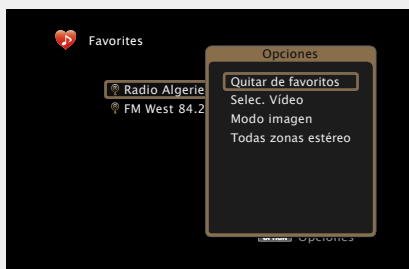 Favorites
Opciones
Radio Algerie
FM West 84.2
Quitar de favoritos
Selec. Vídeo
Modo imagen
Todas zonas estéreo
Opciones